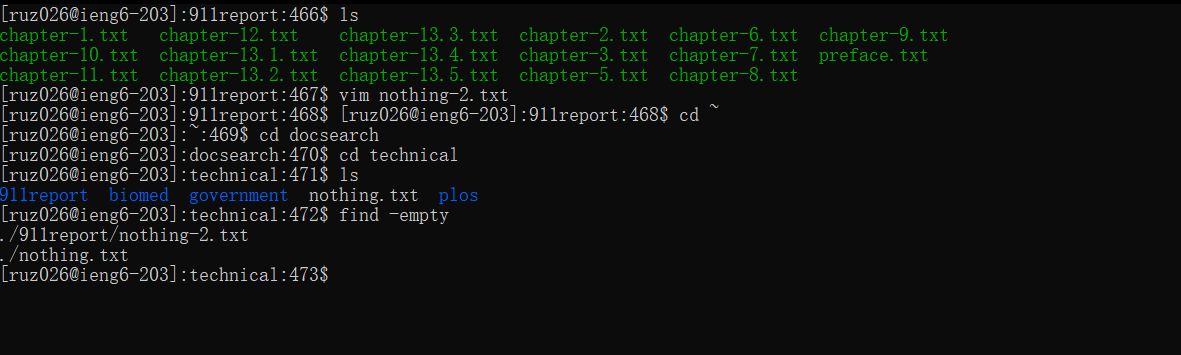 [ruz026@ieng6-203]:911report:466$ ls
chapter-1.txt   chapter-12.txt    chapter-13.3.txt  chapter-2.txt  chapter-6.txt  chapter-9.txt
chapter-10.txt  chapter-13.1.txt  chapter-13.4.txt  chapter-3.txt  chapter-7.txt  preface.txt
chapter-11.txt  chapter-13.2.txt  chapter-13.5.txt  chapter-5.txt  chapter-8.txt
[ruz026@ieng6-203]:911report:467$ vim nothing-2.txt
[ruz026@ieng6-203]:911report:468$ [ruz026@ieng6-203]:911report:468$ cd ~
[ruz026@ieng6-203]:~:469$ cd docsearch
[ruz026@ieng6-203]:docsearch:470$ cd technical
[ruz026@ieng6-203]:technical:471$ ls
911report  biomed  government  nothing.txt  plos
[ruz026@ieng6-203]:technical:472$ find -empty
./911report/nothing-2.txt
./nothing.txt
[ruz026@ieng6-203]:technical:473$